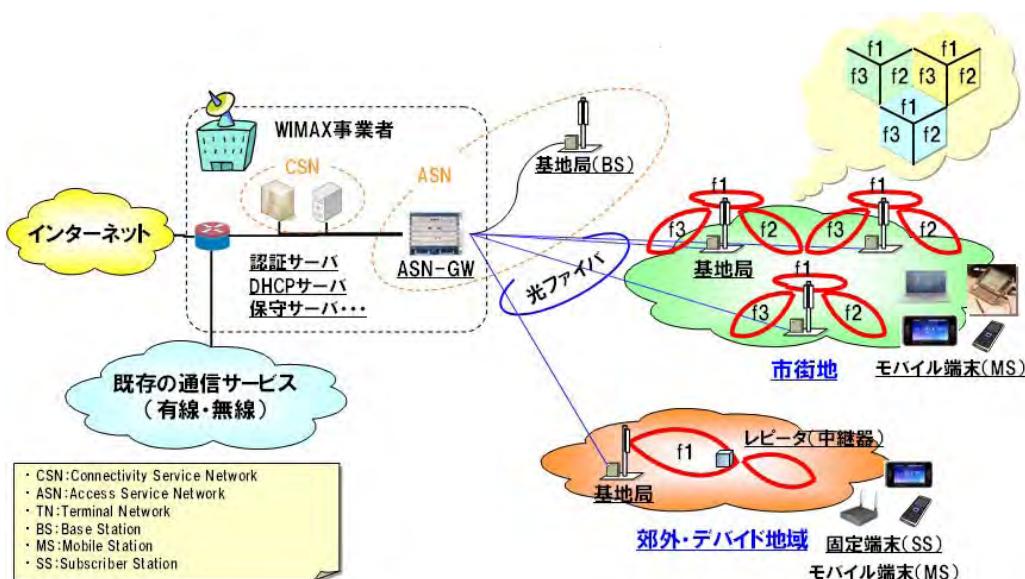 f1
f1
f3
f2
f3
f2
f1
f3
f2
WIMAX事業者
CSN
ASN
基地局(BS)
インターネット
認証サーバ
DHCPサーバ
保守サーバ・・・
ASN-GW
光ファイバ
f1
f3
f2
基地局
f1
f3
f2
f1
f3
f2
市街地
モバイル端末(MS)
既存の通信サービス
(有線・無線)
レピータ(中継器)
f1
基地局
郊外・デバイド地域
固定端末(SS)
モバイル端末(MS)
・CSN:Connectivity Service Network
・ASN:Access Service Network
・TN:Terminal Network
・BS:Base Station
・MS:Mobile Station
・SS:Subscriber Station